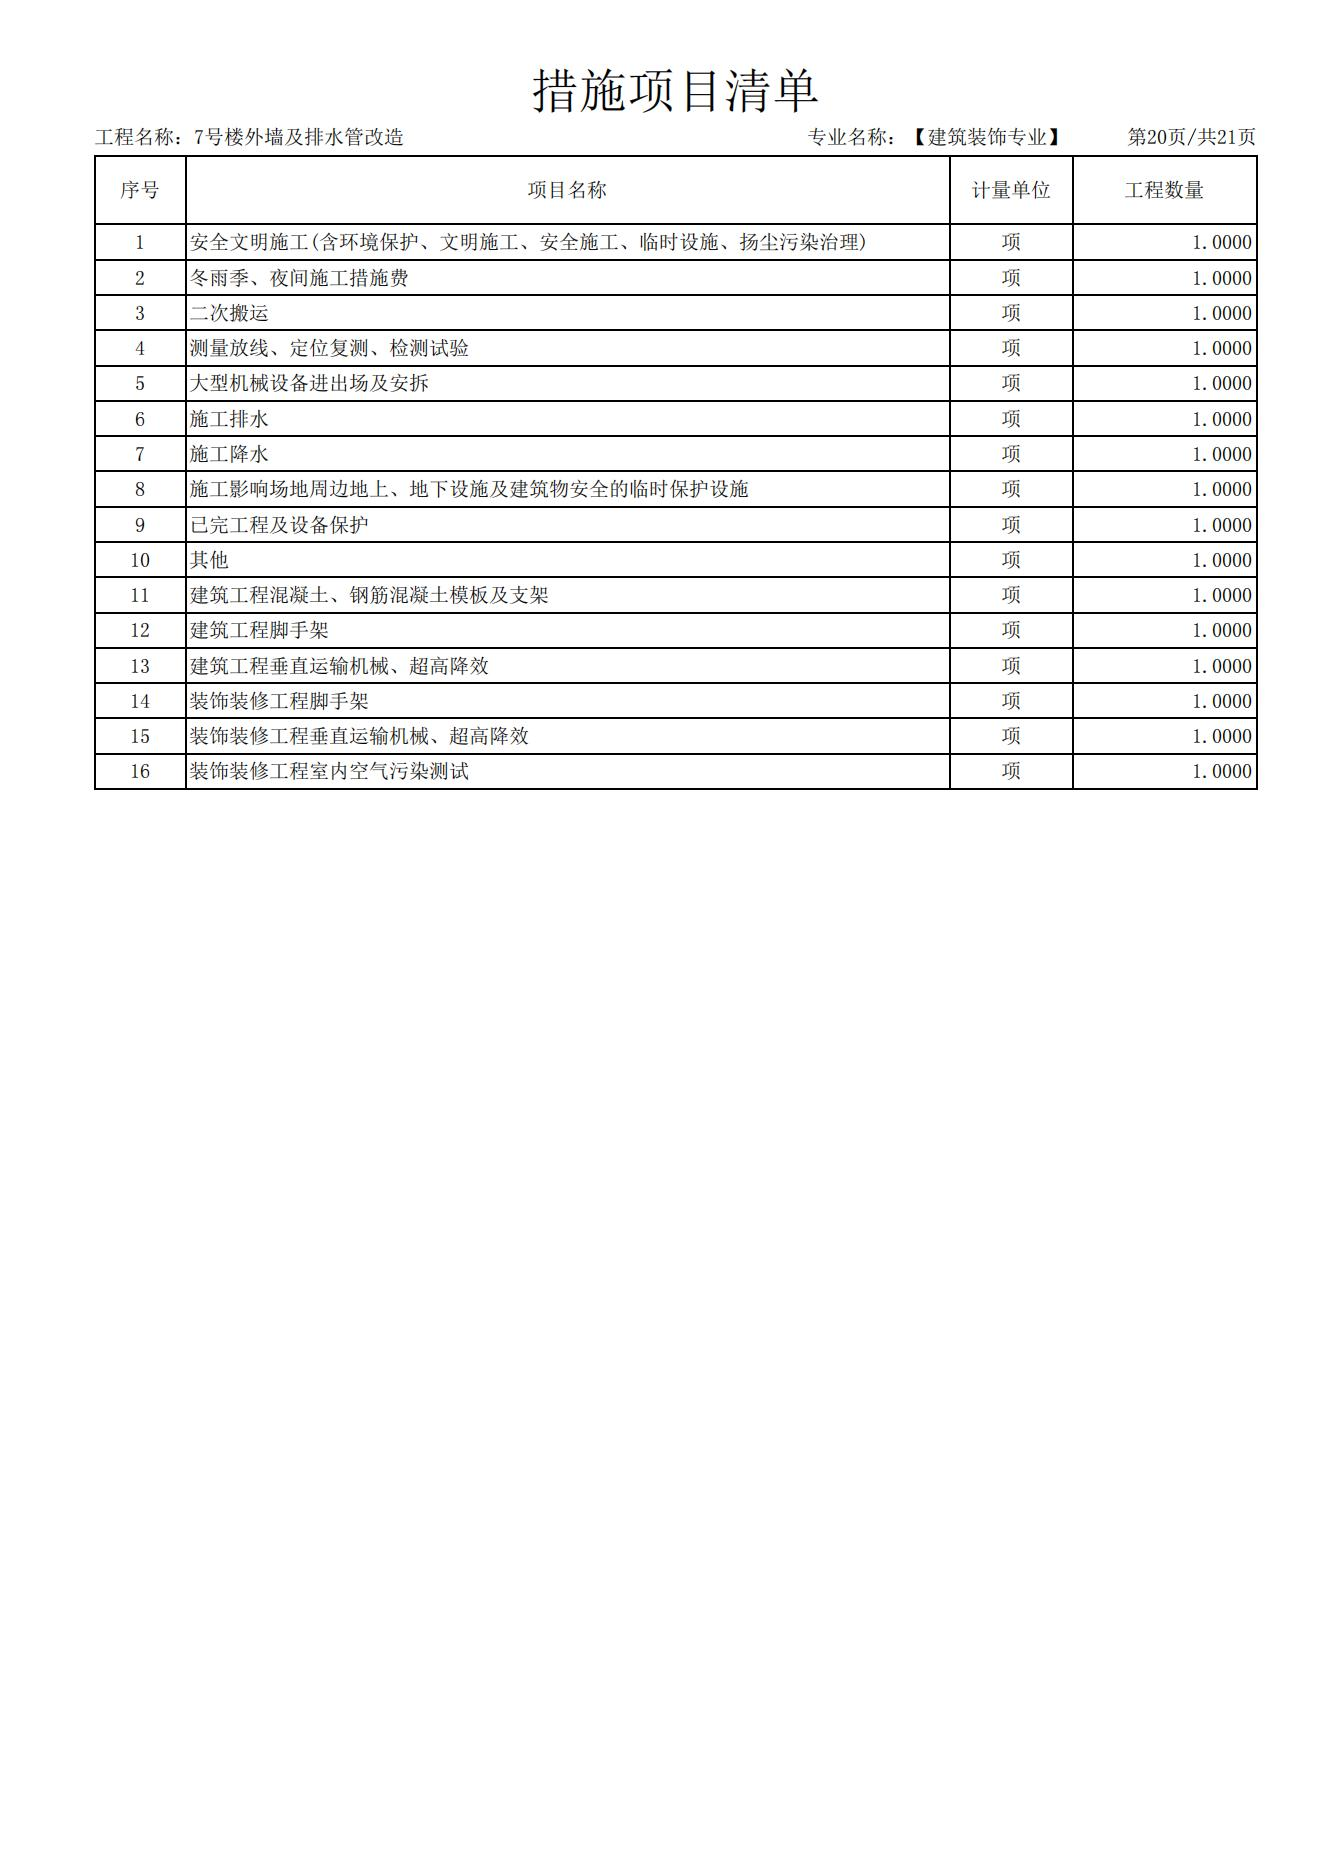 措施项目清单
工程名称：7号楼外墙及排水管改造 专业名称：【建筑装饰专业】 第20页/共21页
序号 项目名称 计量单位 工程数量
1 安全文明施工(含环境保护、文明施工、安全施工、临时设施、扬尘污染治理) 项 1.0000
2 冬雨季、夜间施工措施费 项 1.0000
3 二次搬运 项 1.0000
4 测量放线、定位复测、检测试验 项 1.0000
5 大型机械设备进出场及安拆 项 1.0000
6 施工排水 项 1.0000
7 施工降水 项 1.0000
8 施工影响场地周边地上、地下设施及建筑物安全的临时保护设施 项 1.0000
9 已完工程及设备保护 项 1.0000
10 其他 项 1.0000
11 建筑工程混凝土、钢筋混凝土模板及支架 项 1.0000
12 建筑工程脚手架 项 1.0000
13 建筑工程垂直运输机械、超高降效 项 1.0000
14 装饰装修工程脚手架 项 1.0000
15 装饰装修工程垂直运输机械、超高降效 项 1.0000
16 装饰装修工程室内空气污染测试 项 1.0000